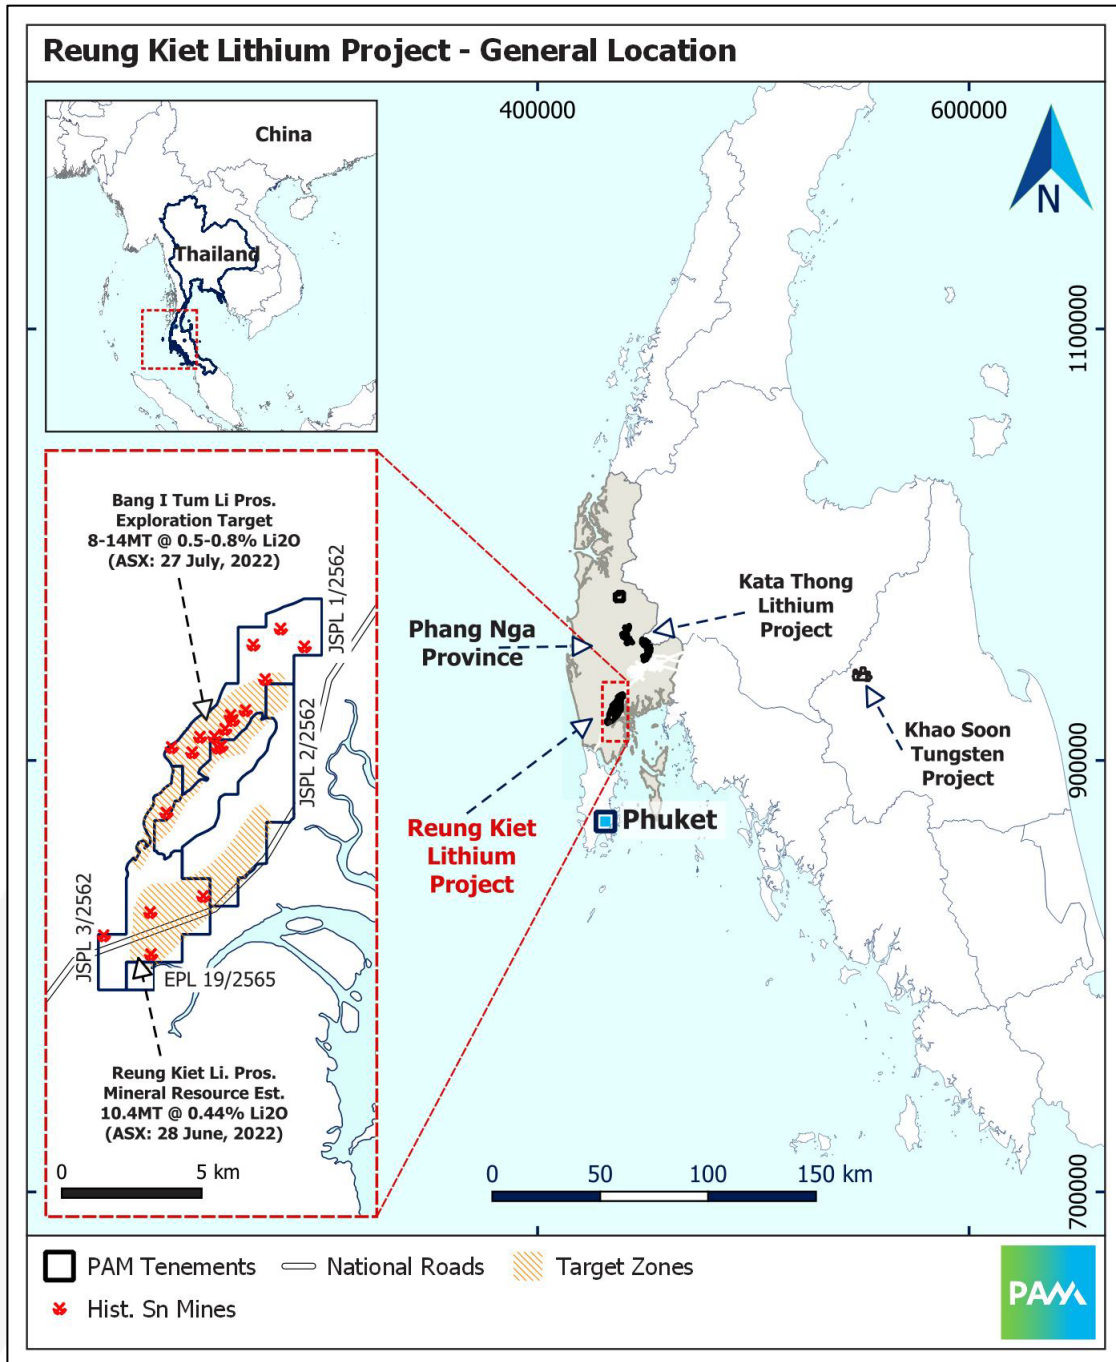 Reung Kiet Lithium Project - General Location
400000
600000
China
Thailand
N
1100000
900000
700000
Bang I Tum Li Pros.
Exploration Target
8-14MT @ 0.5-0.8% Li2O
(ASX: 27 July, 2022)
JSPL 1/2562
JSPL 2/2562
JSPL 3/2562
EPL 19/2565
Reung Kiet Li. Pros.
Mineral Resource Est.
10.4MT @ 0.44% Li2O
(ASX: 28 June, 2022)
0 5 km
Phang Nga
Province
Kata Thong
Lithium
Project
Khao Soon
Tungsten
Project
Reung Kiet
Lithium
Project
Phuket
0 50 100 150 km
PAM Tenements
National Roads
Target Zones
Hist. Sn Mines
PAM